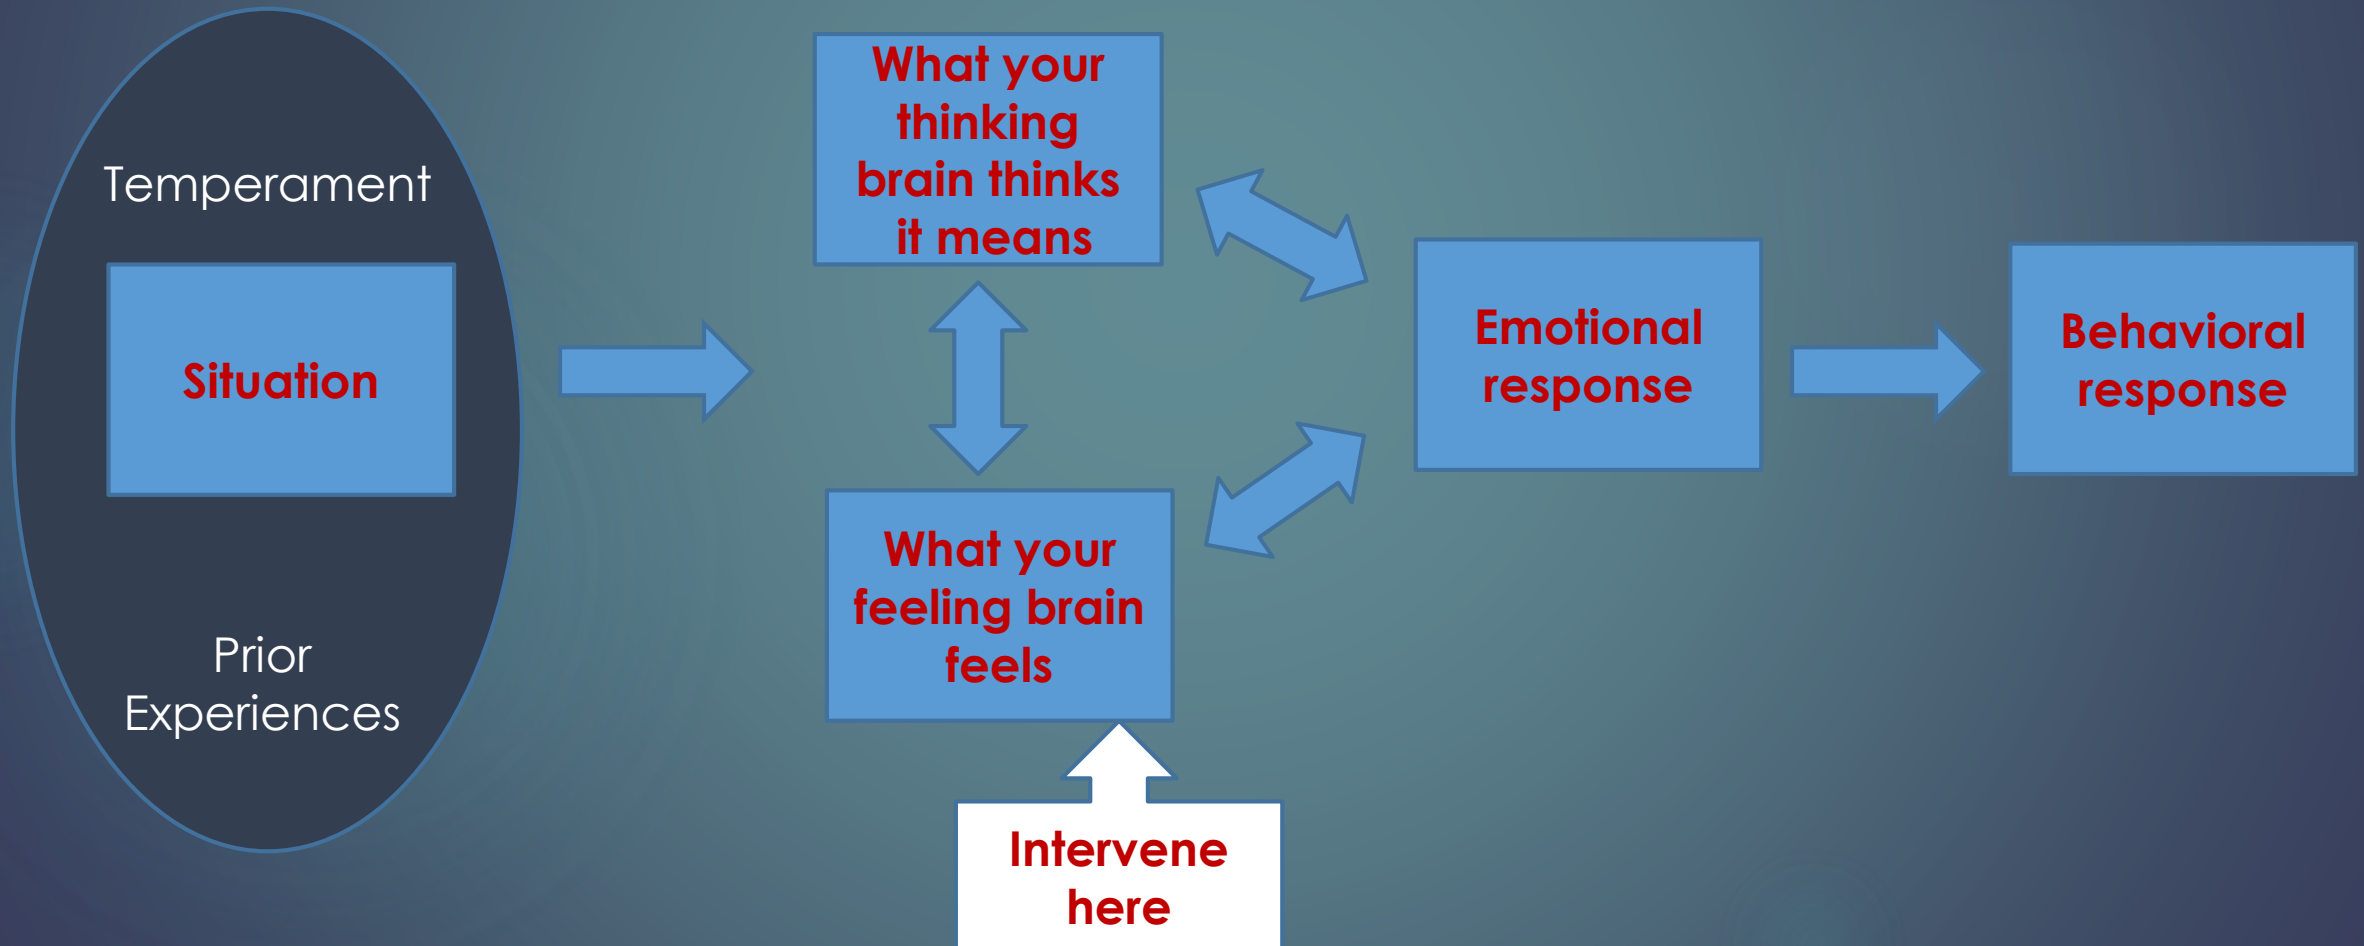 Temperament
Situation
Prior
Experiences
What your
thinking
brain thinks
it means
What your
feeling brain
feels
Intervene
here
Emotional
response
Behavioral
response